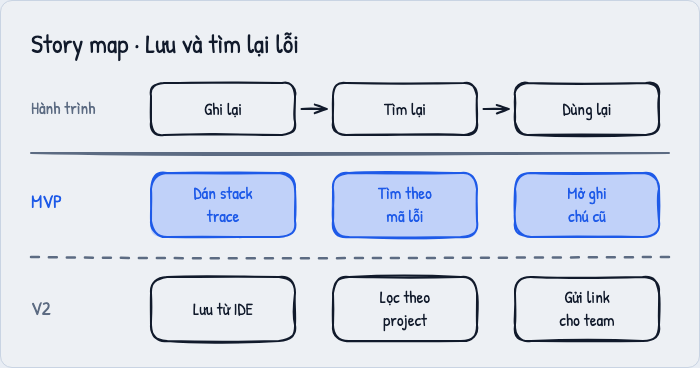 Story map · Lưu và tìm lại lỗi
Hành trình
Ghi lại
Tìm lại
Dùng lại
MVP
Dán stack
trace
Tìm theo
mã lỗi
Mở ghi
chú cũ
V2
Lưu từ IDE
Lọc theo
project
Gửi link
cho team